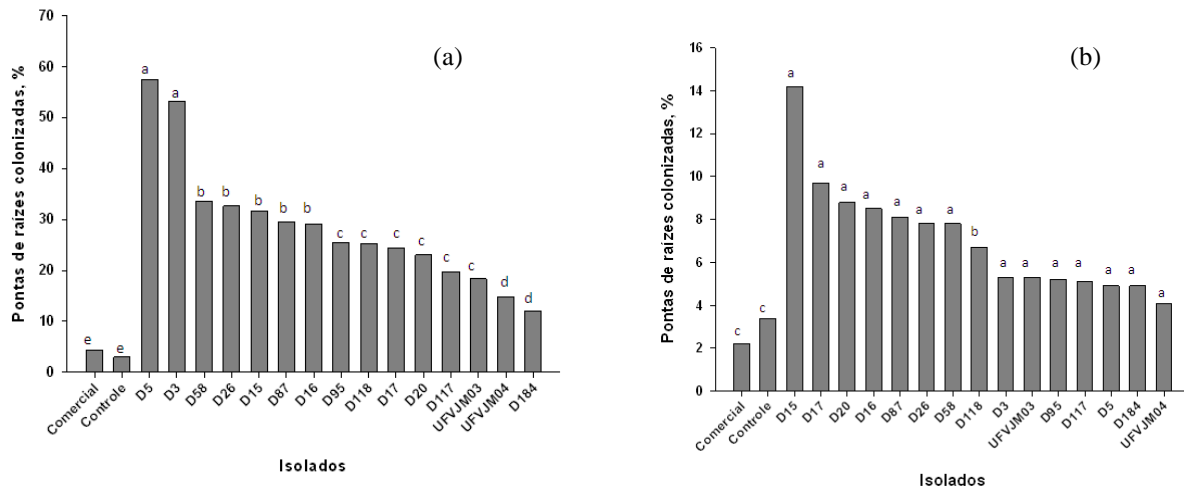 (a)
Pontas de raízes colonizadas, %
70
60
50
40
30
20
10
0
e e a a b b b b b c c c c c c d d
Comercial Controle D5 D3 D58 D26 D15 D87 D16 D95 D118 D17 D20 D117 UFVJM03 UFVJM04 D184
Isolados
(b)
Pontas de raízes colonizadas, %
16
14
12
10
8
6
4
2
0
c c a a a a a a a b a a a a a a a
Comercial Controle D15 D17 D20 D16 D87 D26 D58 D118 D3 UFVJM03 D95 D117 D5 D184 UFVJM04
Isolados